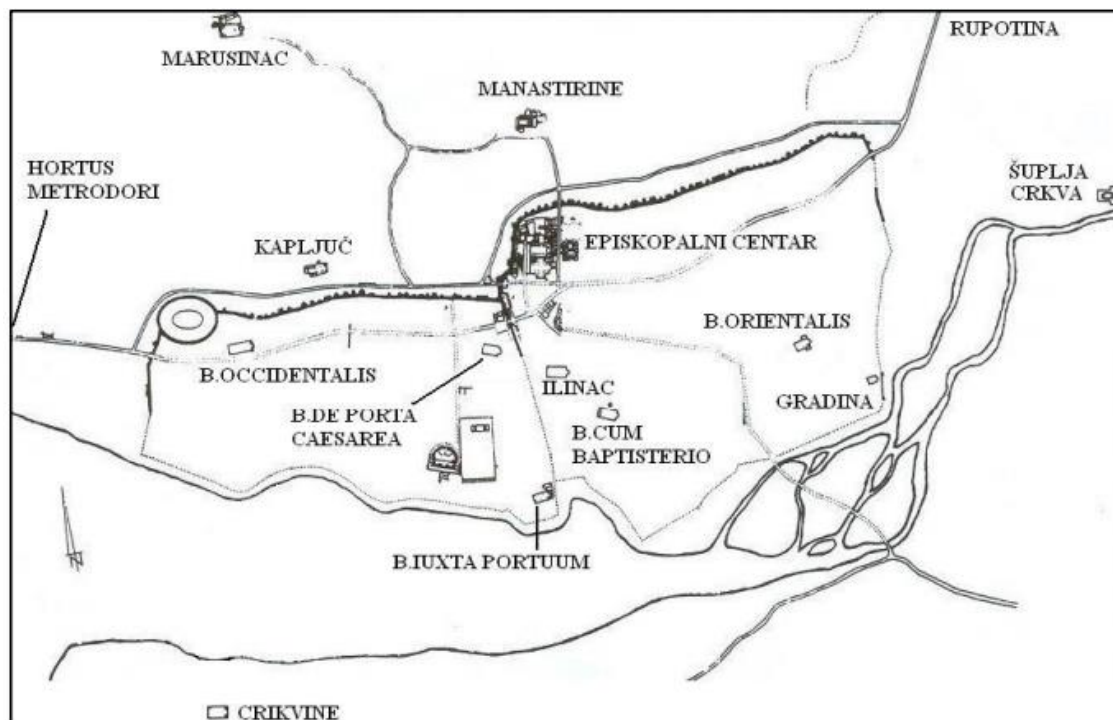 RUPOTINA
MARUSINAC
MANASTIRINE
HORTUS
METRODORI
ŠUPLJA
CRKVA
KAPLJUČ
EPISKOPALNI CENTAR
B.ORIENTALIS
B.OCCIDENTALIS
ILINAC
GRADINA
B.DE PORTA
CAESAREA
B.CUM
BAPTISTERIO
B.IUXTA PORTUUM
N
CRIKVINE